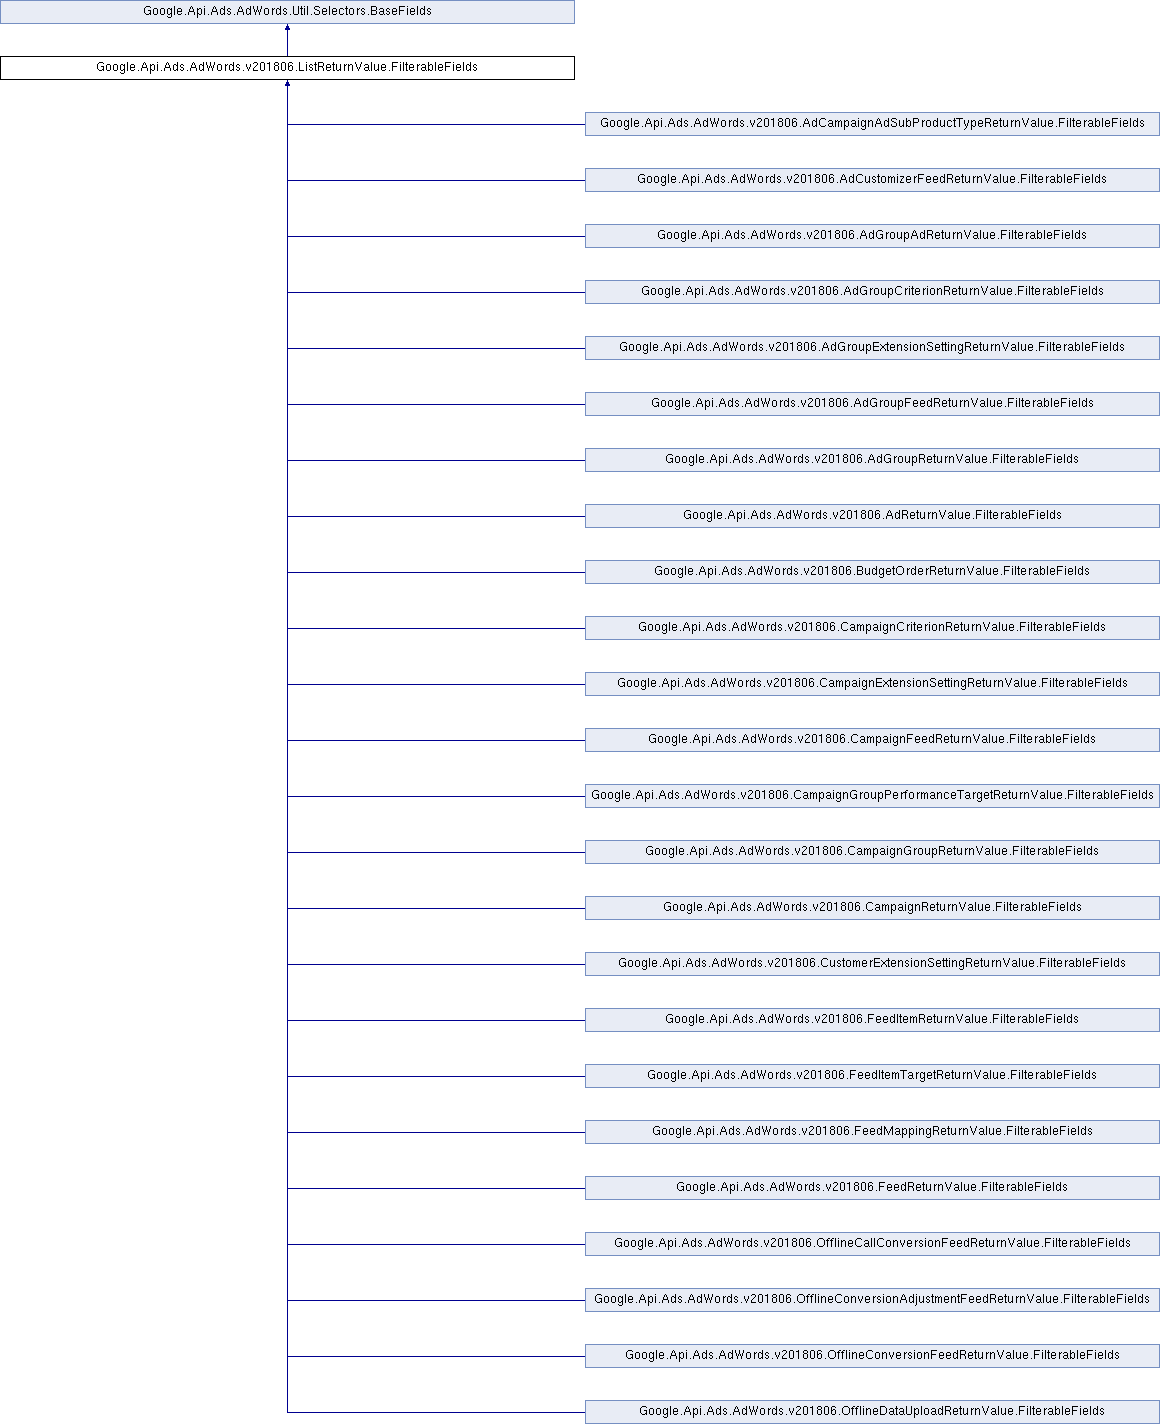 Google.Api.Ads.AdWords.Util.Selectors.BaseFields
Google.Api.Ads.AdWords.v201806.ListReturnValue.FilterableFields
Google.Api.Ads.AdWords.v201806.AdCampaignAdSubProductTypeReturnValue.FilterableFields
Google.Api.Ads.AdWords.v201806.AdCustomizerFeedReturnValue.FilterableFields
Google.Api.Ads.AdWords.v201806.AdGroupAdReturnValue.FilterableFields
Google.Api.Ads.AdWords.v201806.AdGroupCriterionReturnValue.FilterableFields
Google.Api.Ads.AdWords.v201806.AdGroupExtensionSettingReturnValue.FilterableFields
Google.Api.Ads.AdWords.v201806.AdGroupFeedReturnValue.FilterableFields
Google.Api.Ads.AdWords.v201806.AdGroupReturnValue.FilterableFields
Google.Api.Ads.AdWords.v201806.AdReturnValue.FilterableFields
Google.Api.Ads.AdWords.v201806.BudgetOrderReturnValue.FilterableFields
Google.Api.Ads.AdWords.v201806.CampaignCriterionReturnValue.FilterableFields
Google.Api.Ads.AdWords.v201806.CampaignExtensionSettingReturnValue.FilterableFields
Google.Api.Ads.AdWords.v201806.CampaignFeedReturnValue.FilterableFields
Google.Api.Ads.AdWords.v201806.CampaignGroupPerformanceTargetReturnValue.FilterableFields
Google.Api.Ads.AdWords.v201806.CampaignGroupReturnValue.FilterableFields
Google.Api.Ads.AdWords.v201806.CampaignReturnValue.FilterableFields
Google.Api.Ads.AdWords.v201806.CustomerExtensionSettingReturnValue.FilterableFields
Google.Api.Ads.AdWords.v201806.FeedItemReturnValue.FilterableFields
Google.Api.Ads.AdWords.v201806.FeedItemTargetReturnValue.FilterableFields
Google.Api.Ads.AdWords.v201806.FeedMappingReturnValue.FilterableFields
Google.Api.Ads.AdWords.v201806.FeedReturnValue.FilterableFields
Google.Api.Ads.AdWords.v201806.OfflineCallConversionFeedReturnValue.FilterableFields
Google.Api.Ads.AdWords.v201806.OfflineConversionAdjustmentFeedReturnValue.FilterableFields
Google.Api.Ads.AdWords.v201806.OfflineConversionFeedReturnValue.FilterableFields
Google.Api.Ads.AdWords.v201806.OfflineDataUploadReturnValue.FilterableFields